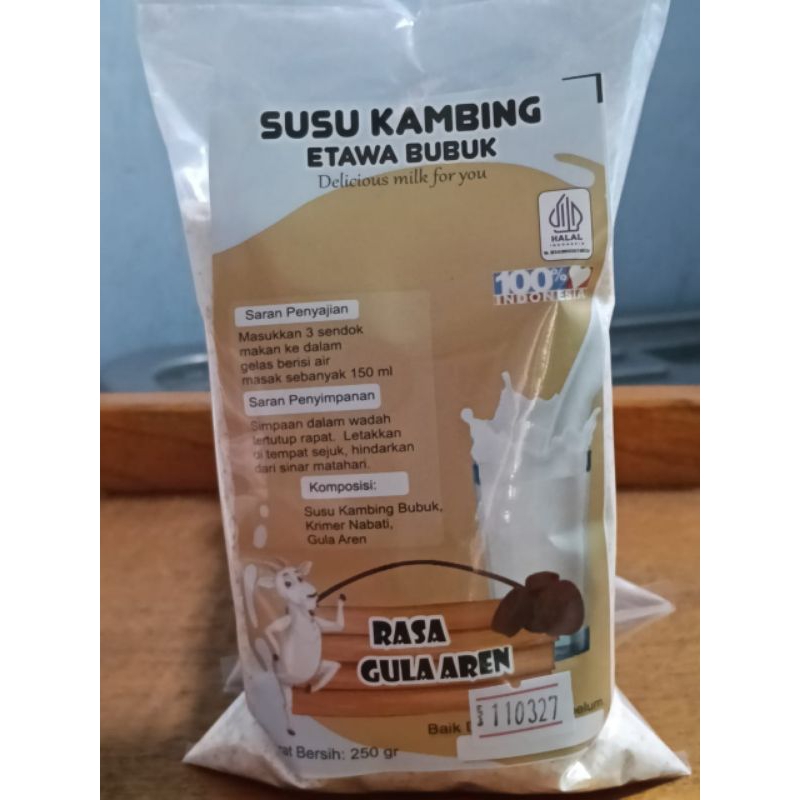 SUSU KAMBING
ETAWA BUBUK
Delicious milk for you
HALAL
INDONESIA
100%
INDONESIA
Saran Penyajian
Masukkan 3 sendok
makan ke dalam
gelas berisi air
masak sebanyak 150 ml
Saran Penyimpanan
Simpaan dalam wadah
tertutup rapat. Letakkan
di tempat sejuk, hindarkan
dari sinar matahari.
Komposisi:
Susu Kambing Bubuk,
Krimer Nabati,
Gula Aren
RASA
GULA AREN
110327
Baik
Bersih: 250 gr